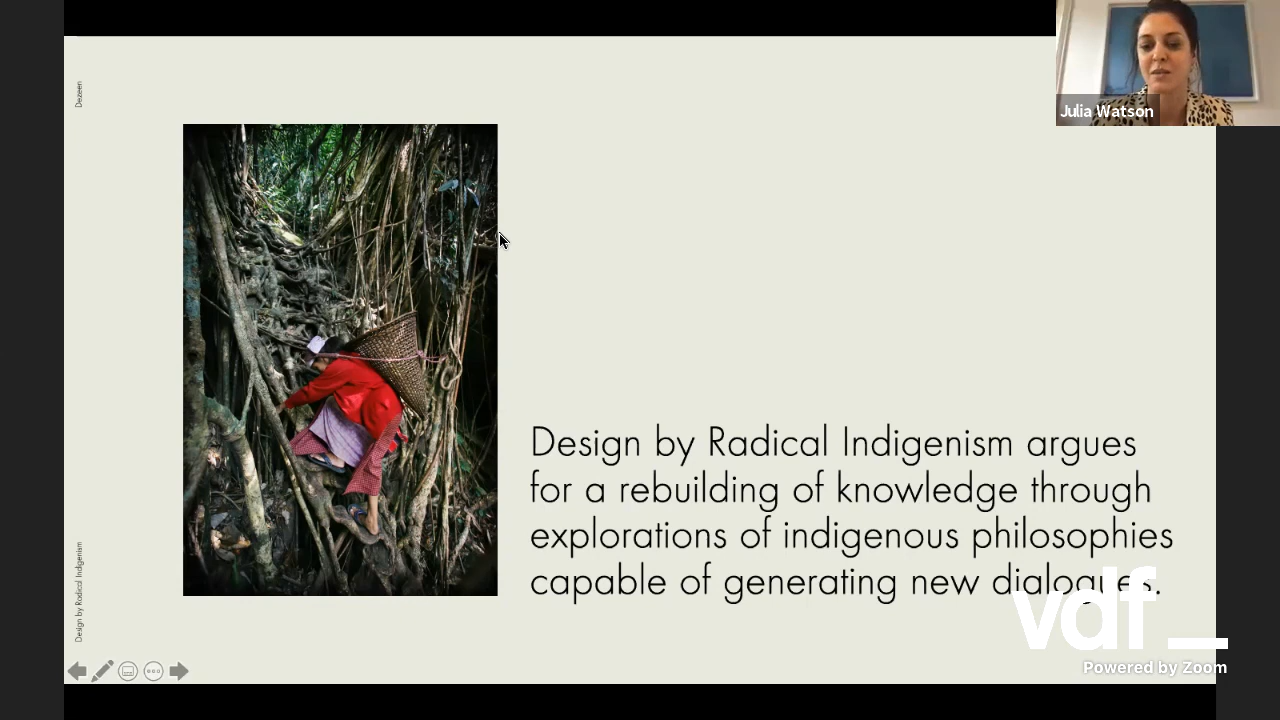 Dezeen
Julia Watson
Design by Radical Indigenism argues
for a rebuilding of knowledge through
explorations of indigenous philosophies
capable of generating new dialogues.
Design by Radical Indigenism
vdf_
Powered by Zoom